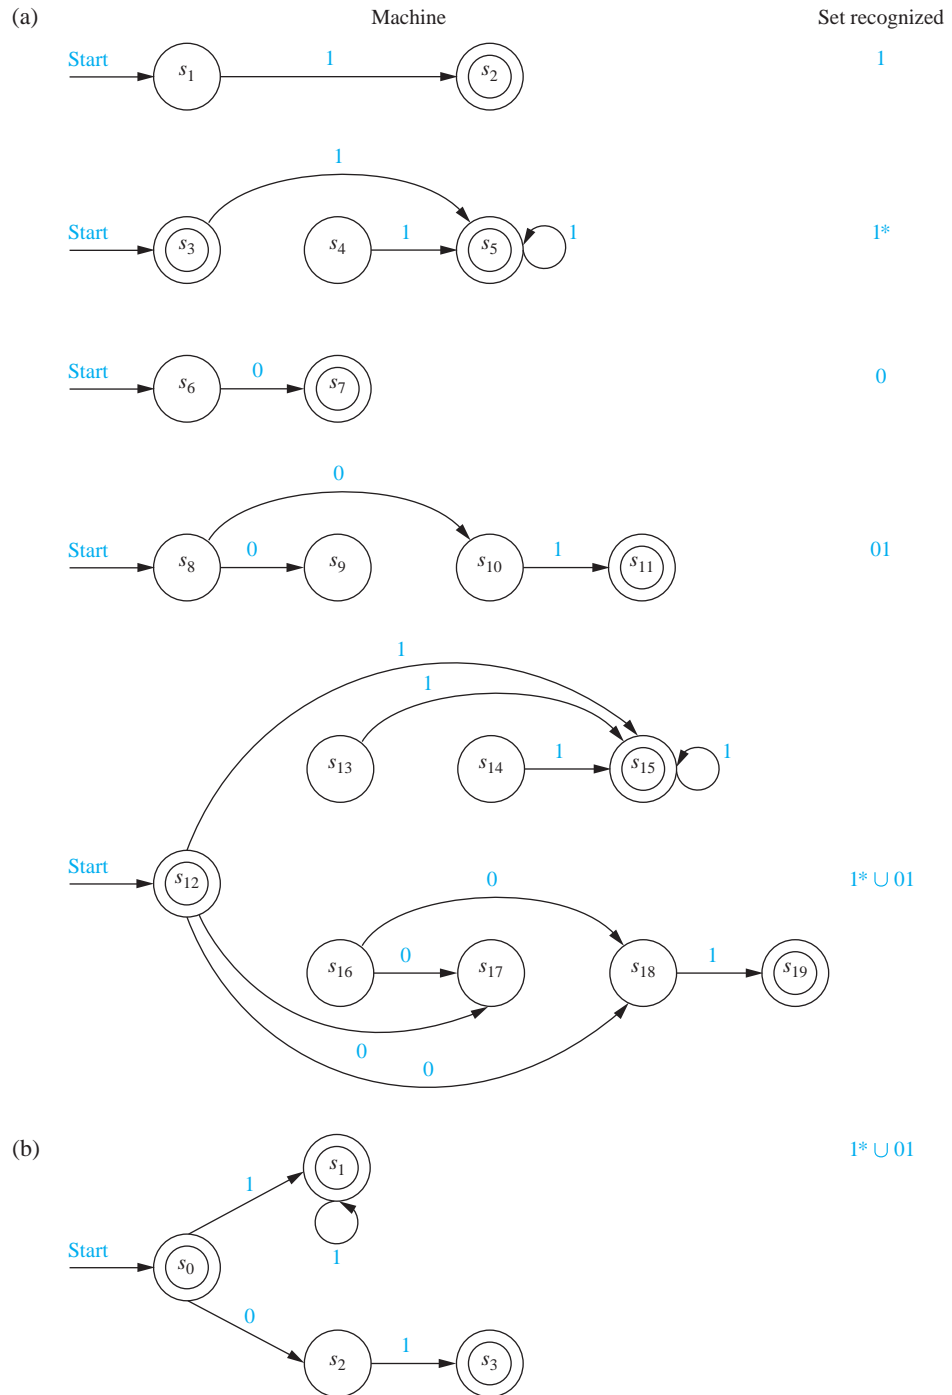 (a) Machine Set recognized
Start s1 1 s2 1
1
Start s3 s4 1 s5 1 1*
Start s6 0 s7 0
0
Start s8 0 s9 s10 1 s11 01
1
1
s13 s14 1 s15 1
Start s12 0 1* ∪ 01
s16 0 s17 s18 1 s19
0
0
(b) s1 1* ∪ 01
1
Start s0 1
0
s2 1 s3